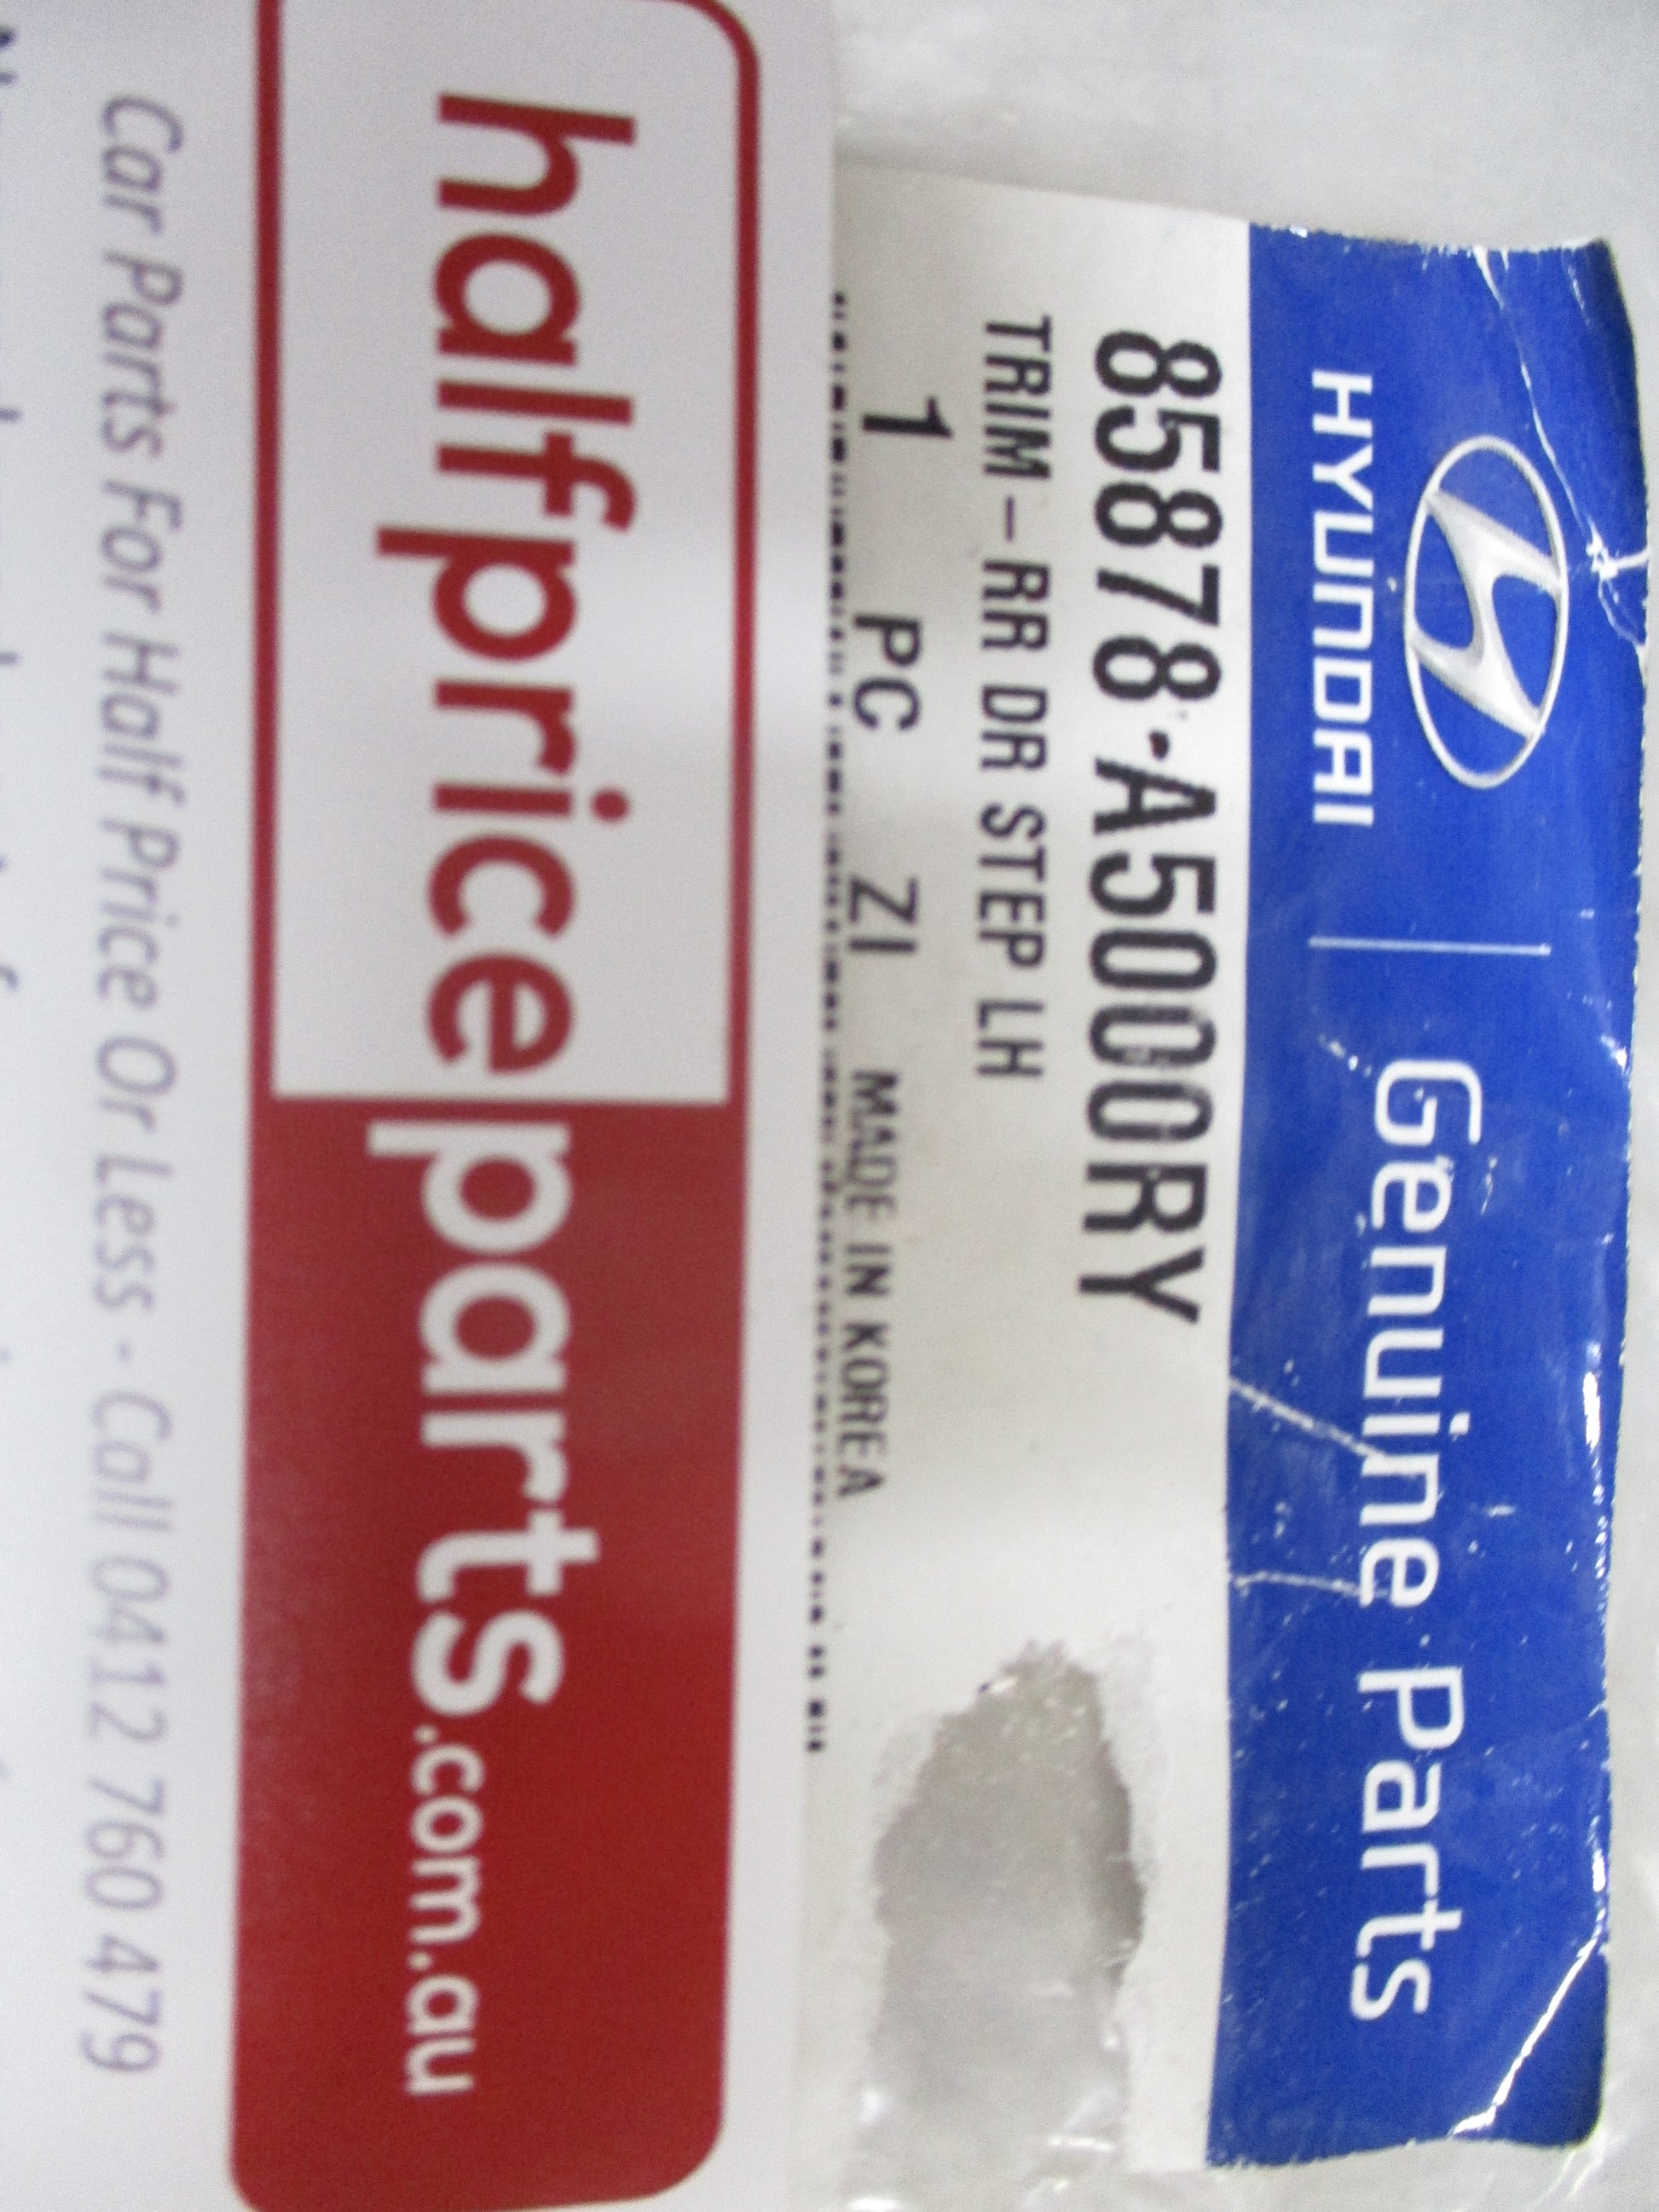 HYUNDAI
Genuine Parts
85878-A5000RY
TRIM-RR DR STEP LH
1 PC ZI MADE IN KOREA
halfpriceparts.com.au
Car Parts For Half Price Or Less - Call 0412 760 479